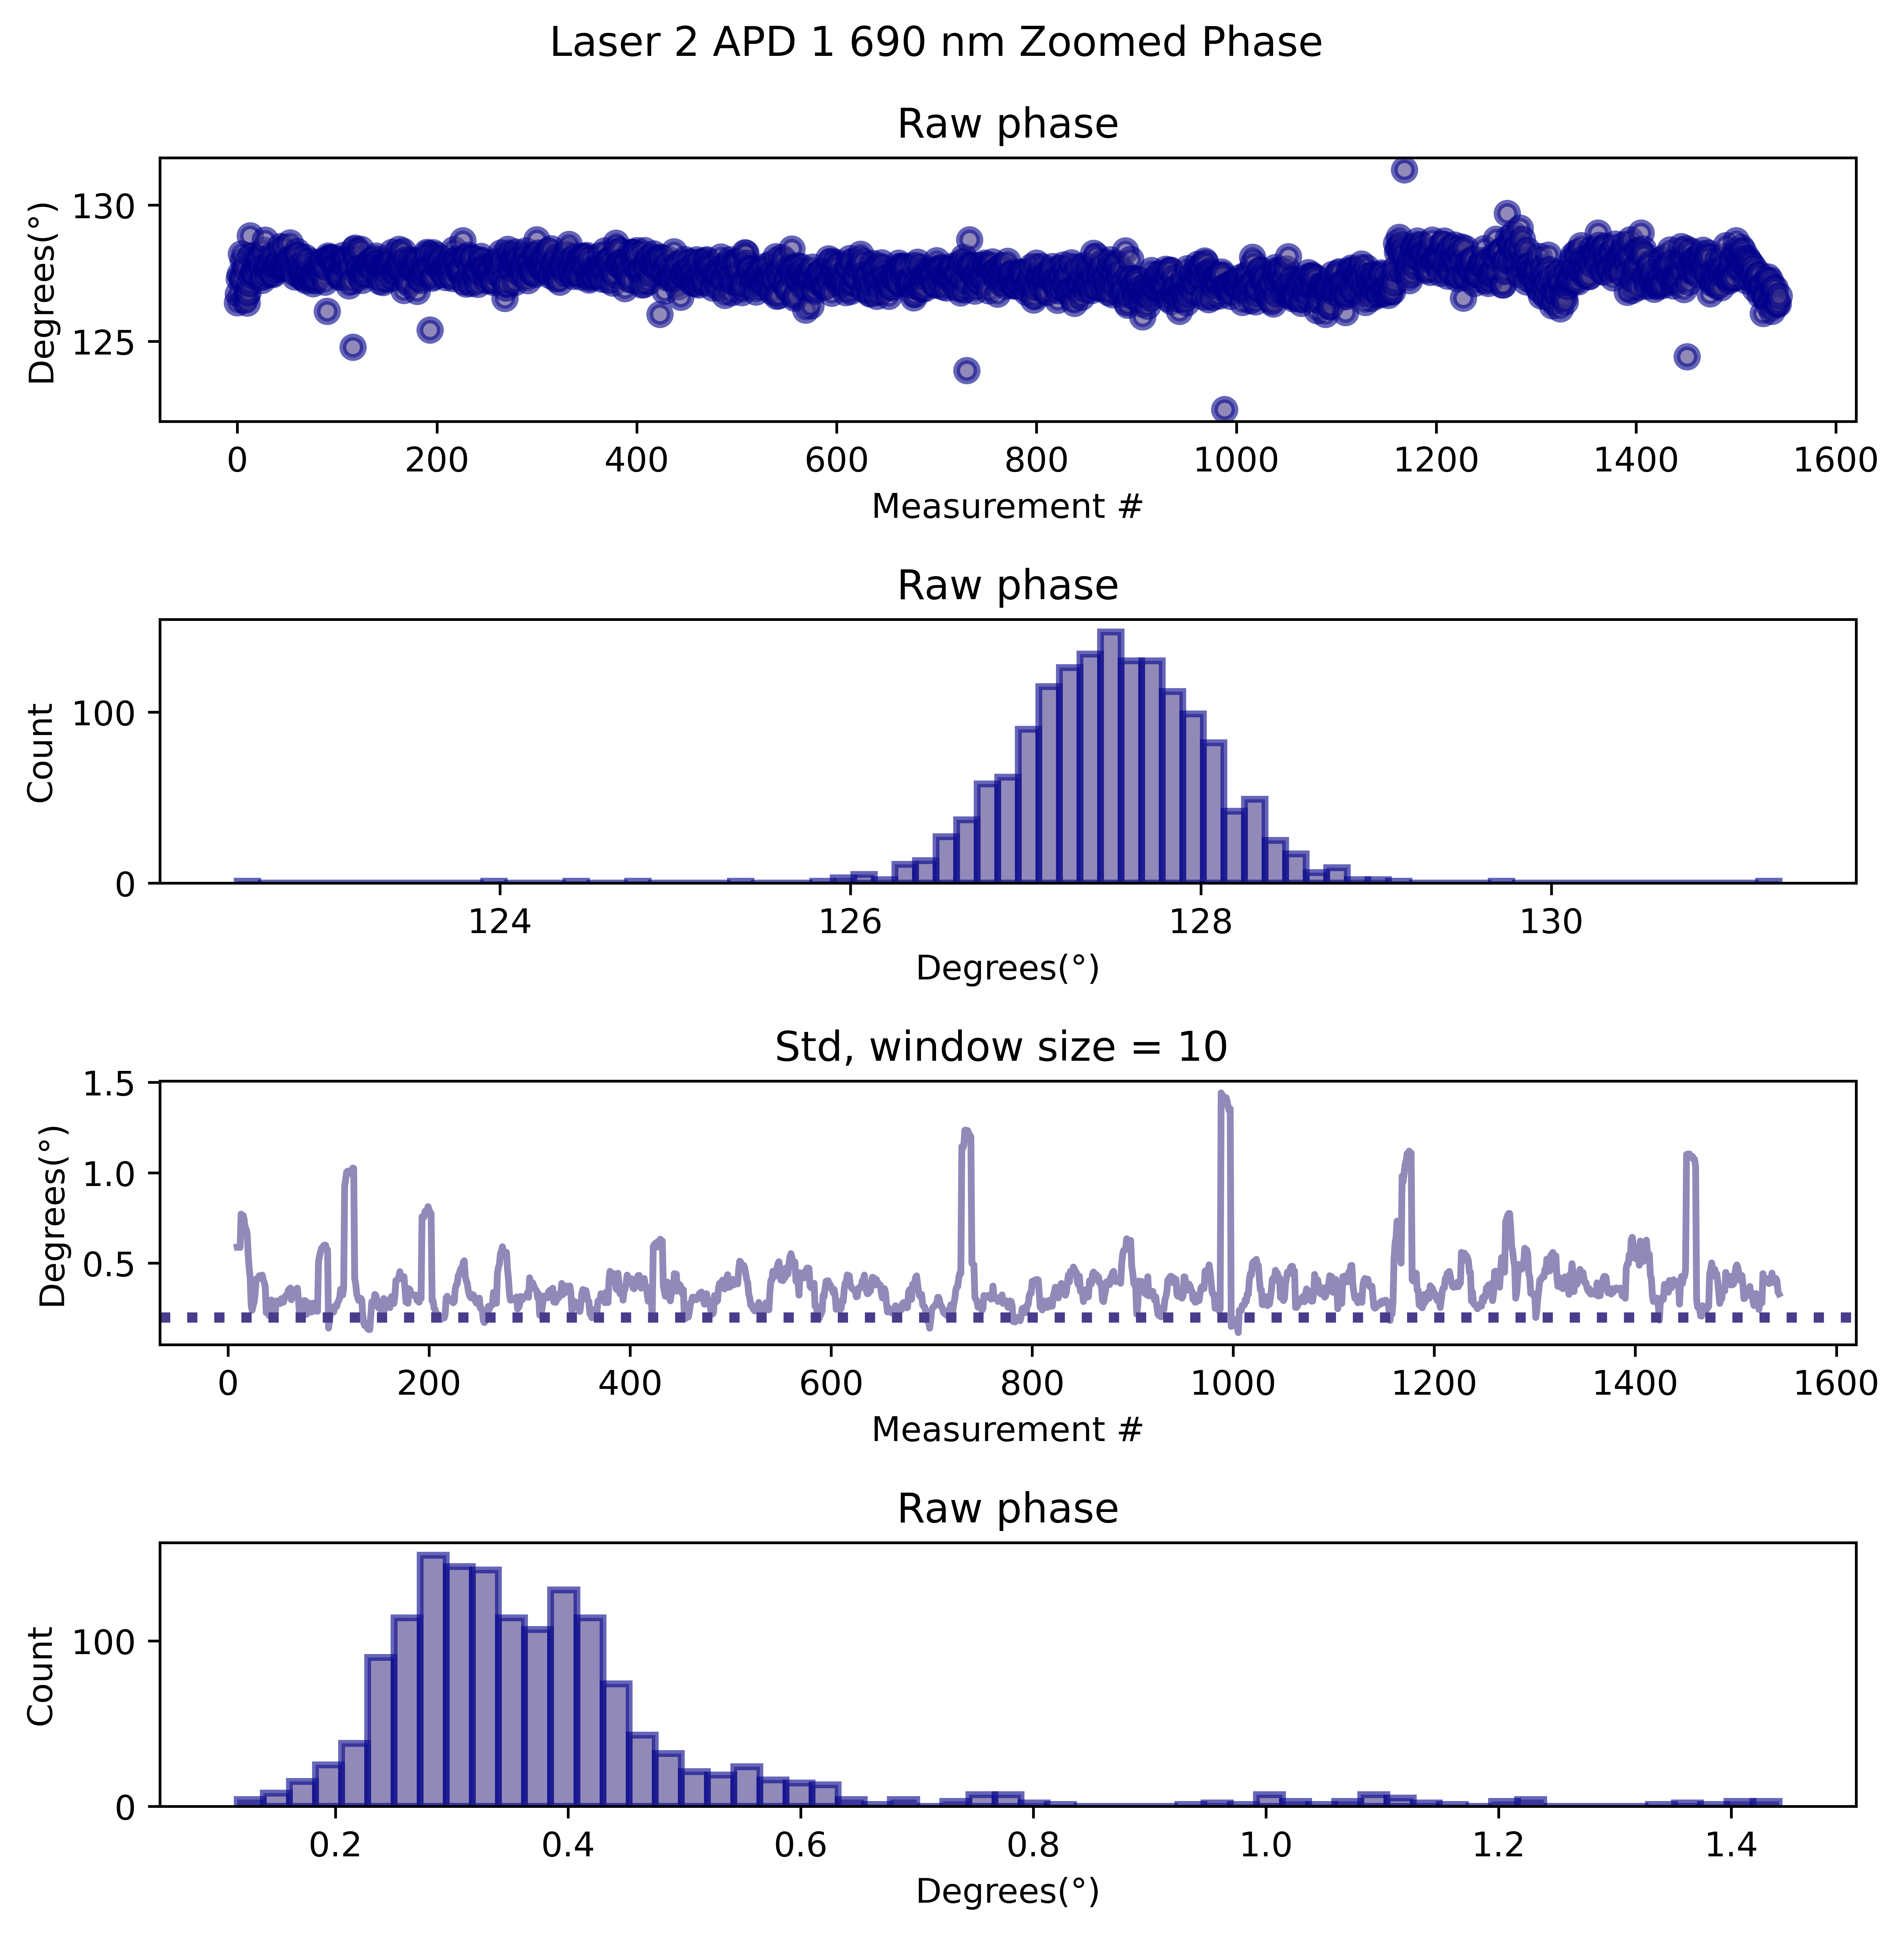 Laser 2 APD 1 690 nm Zoomed Phase
Raw phase
Degrees(°)
130
125
0 200 400 600 800 1000 1200 1400 1600
Measurement #
Raw phase
Count
100
0
124 126 128 130
Degrees(°)
Std, window size = 10
Degrees(°)
1.5
1.0
0.5
0 200 400 600 800 1000 1200 1400 1600
Measurement #
Raw phase
Count
100
0
0.2 0.4 0.6 0.8 1.0 1.2 1.4
Degrees(°)